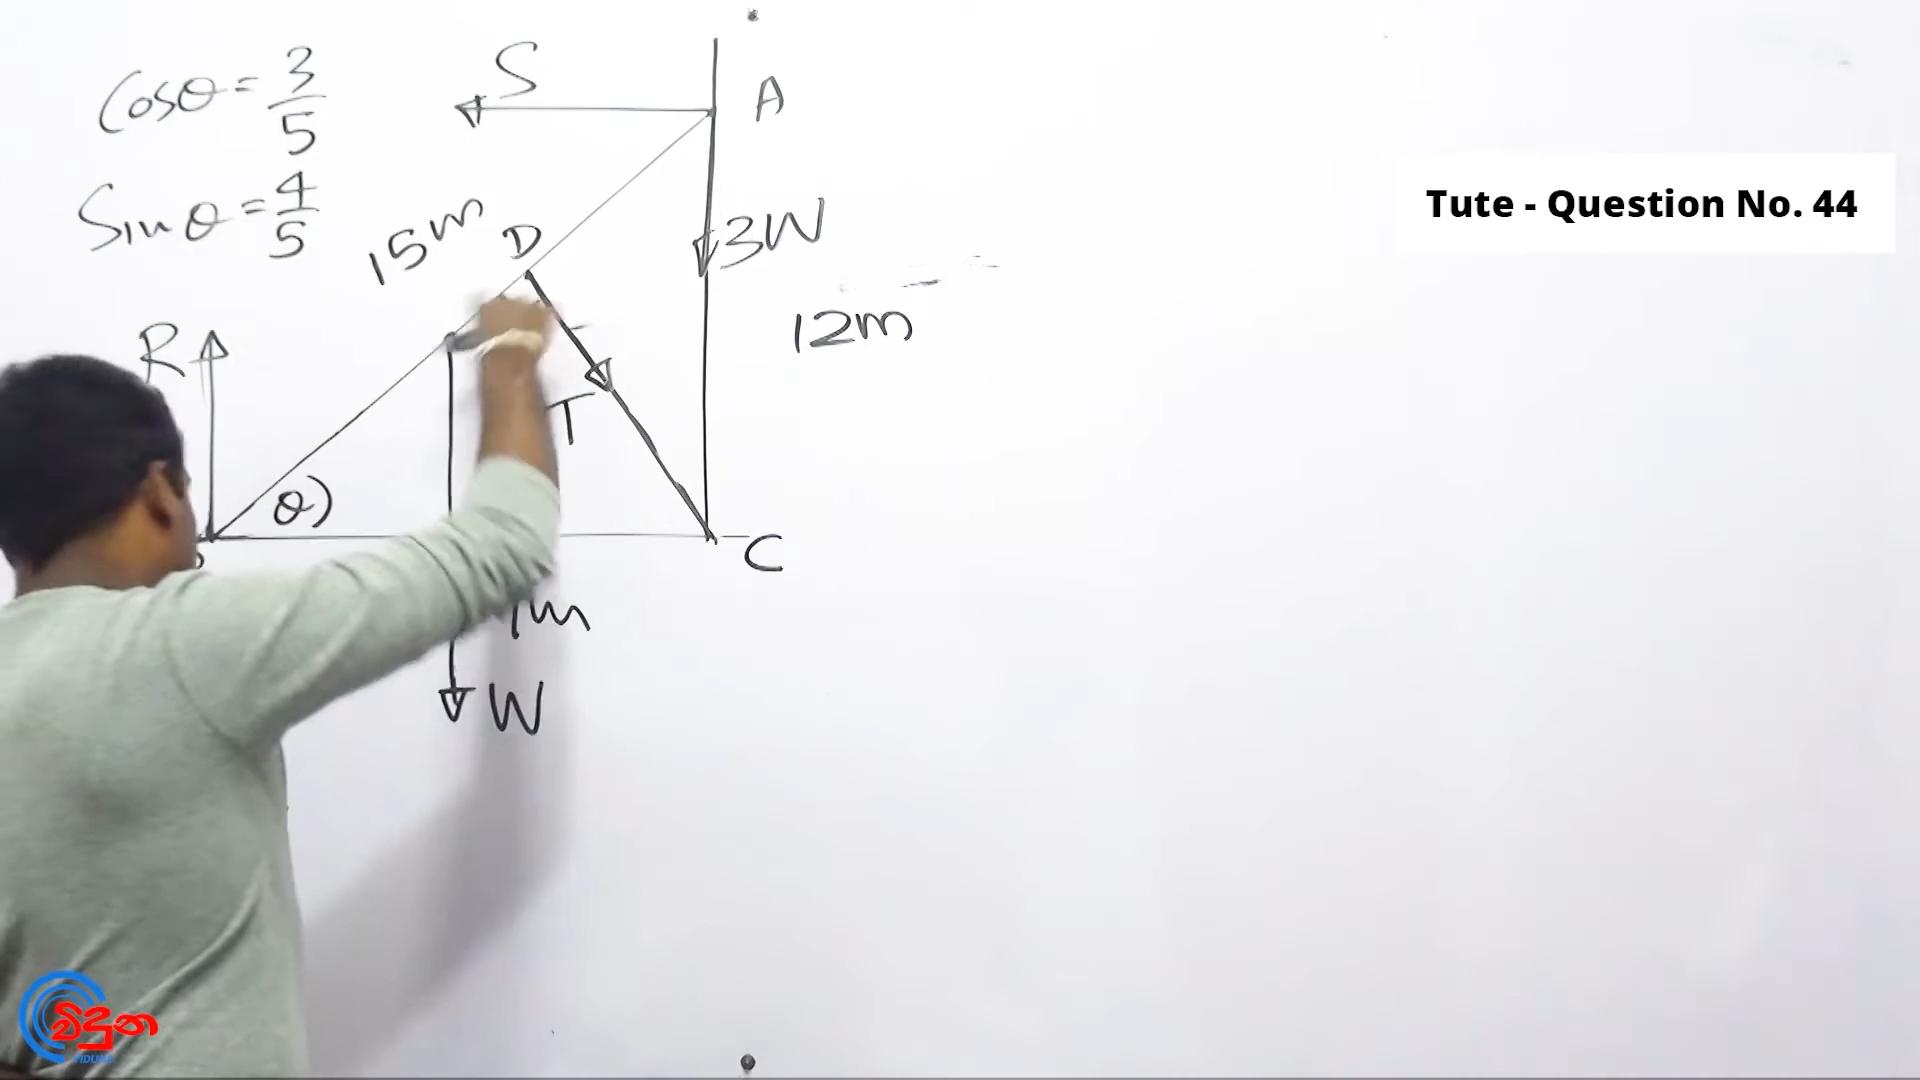 Cosθ = 3/5
Sinθ = 4/5
S
A
15m
D
3W
12m
R
T
θ
C
W
Tute - Question No. 44
විදුන